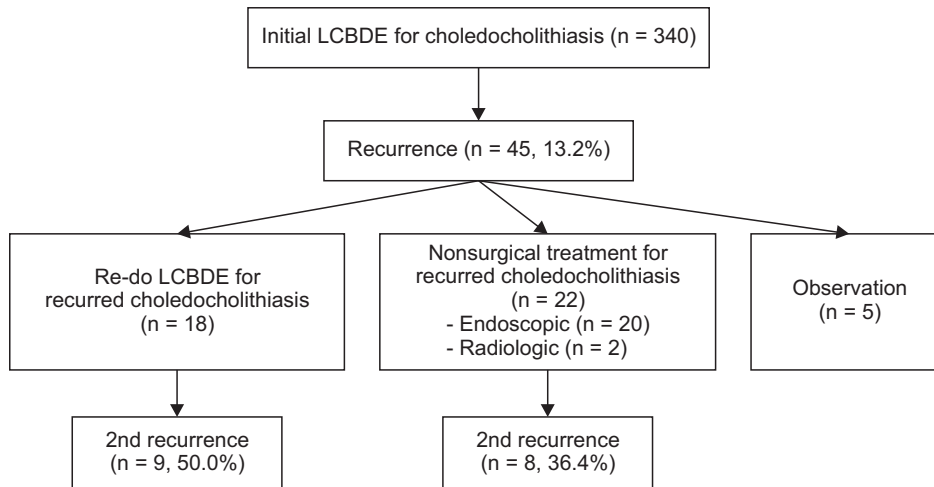 Initial LCBDE for choledocholithiasis (n = 340)
Recurrence (n = 45, 13.2%)
Re-do LCBDE for
recurred choledocholithiasis
(n = 18)
Nonsurgical treatment for
recurred choledocholithiasis
(n = 22)
- Endoscopic (n = 20)
- Radiologic (n = 2)
Observation
(n = 5)
2nd recurrence
(n = 9, 50.0%)
2nd recurrence
(n = 8, 36.4%)